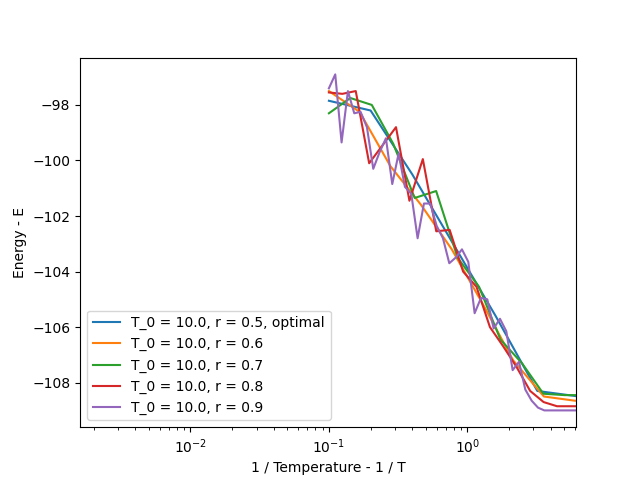 −98
−100
−102
−104
−106
−108
Energy - E
T_0 = 10.0, r = 0.5, optimal
T_0 = 10.0, r = 0.6
T_0 = 10.0, r = 0.7
T_0 = 10.0, r = 0.8
T_0 = 10.0, r = 0.9
10⁻² 10⁻¹ 10⁰
1 / Temperature - 1 / T